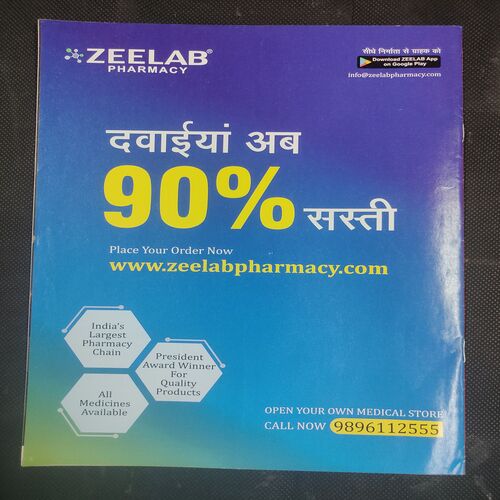 ZEELAB®
PHARMACY
सीधे निर्माता से ग्राहक को
Download ZEELAB App
on Google Play
info@zeelabpharmacy.com
दवाईयां अब
90% सस्ती
Place Your Order Now
www.zeelabpharmacy.com
India's
Largest
Pharmacy
Chain
President
Award Winner
For
Quality
Products
All
Medicines
Available
OPEN YOUR OWN MEDICAL STORE
CALL NOW 9896112555